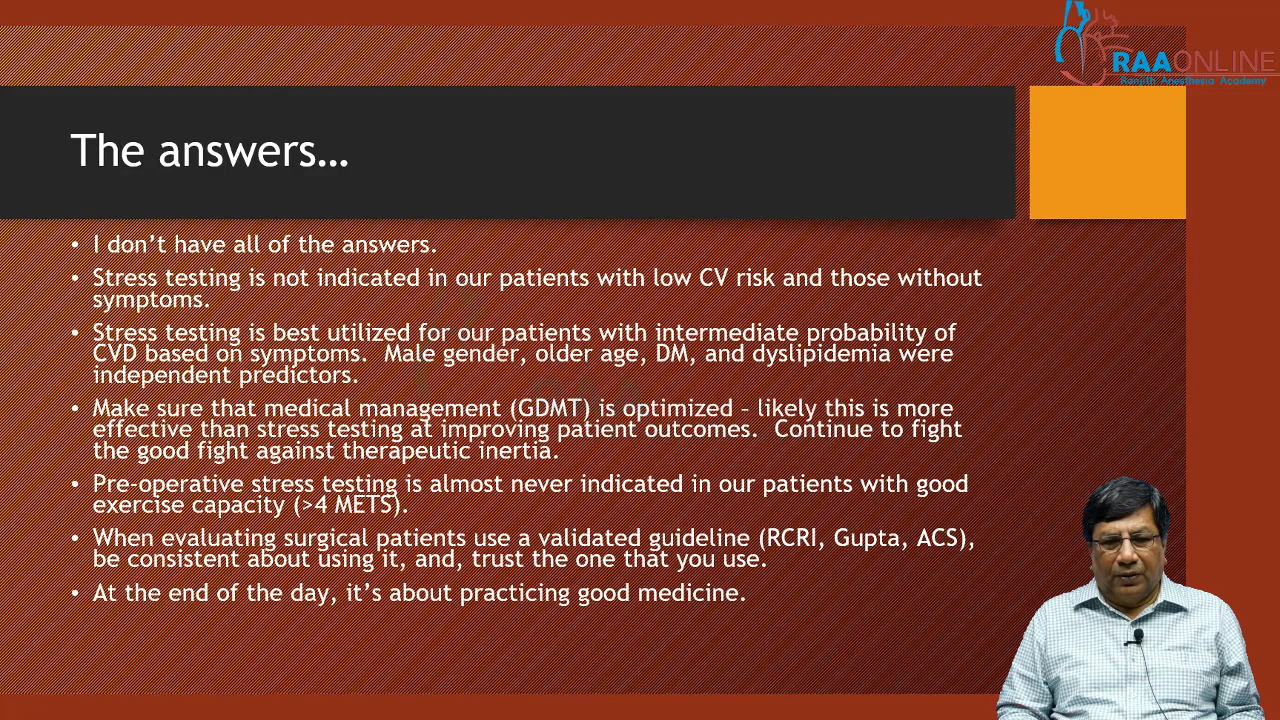 RAAONLINE
Ranjith Anesthesia Academy
The answers…
• I don’t have all of the answers.
• Stress testing is not indicated in our patients with low CV risk and those without
symptoms.
• Stress testing is best utilized for our patients with intermediate probability of
CVD based on symptoms.  Male gender, older age, DM, and dyslipidemia were
independent predictors.
• Make sure that medical management (GDMT) is optimized – likely this is more
effective than stress testing at improving patient outcomes.  Continue to fight
the good fight against therapeutic inertia.
• Pre-operative stress testing is almost never indicated in our patients with good
exercise capacity (>4 METS).
• When evaluating surgical patients use a validated guideline (RCRI, Gupta, ACS),
be consistent about using it, and, trust the one that you use.
• At the end of the day, it’s about practicing good medicine.